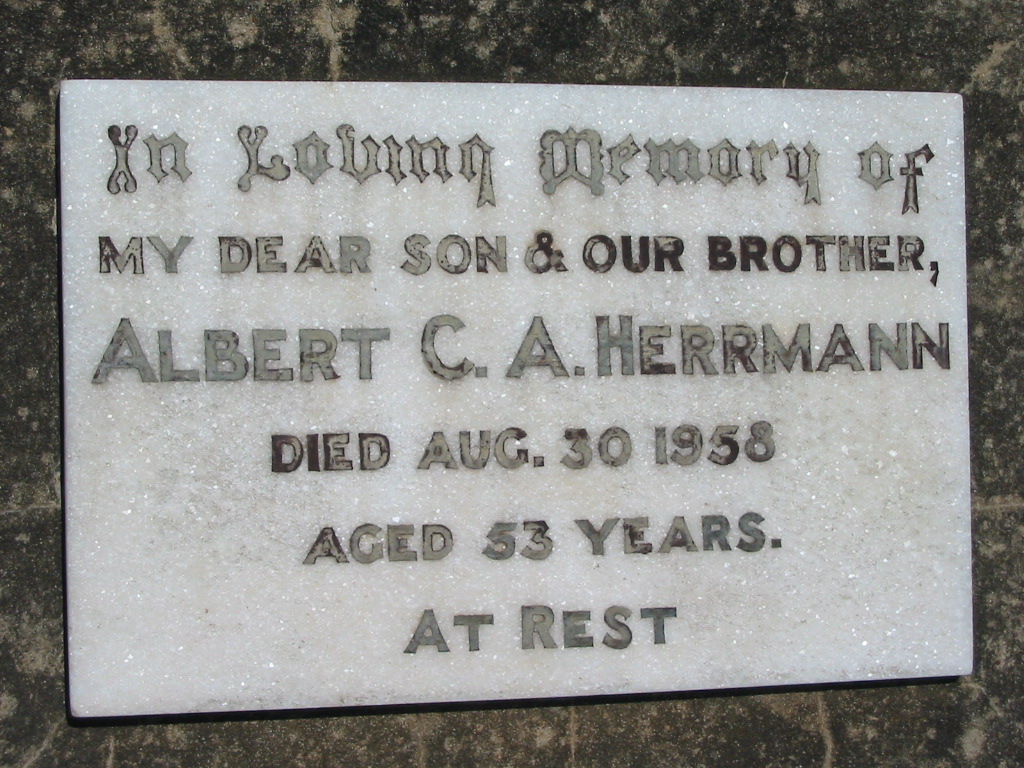 In Loving Memory of
MY DEAR SON & OUR BROTHER,
ALBERT C. A. HERRMANN
DIED AUG. 30 1958
AGED 53 YEARS.
AT REST